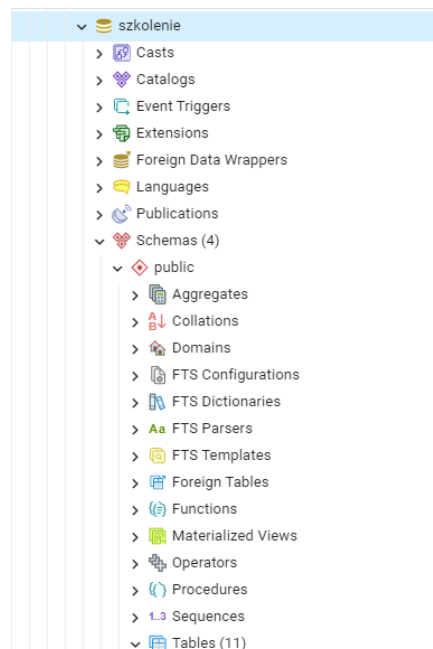 szkolenie
Casts
Catalogs
Event Triggers
Extensions
Foreign Data Wrappers
Languages
Publications
Schemas (4)
public
Aggregates
A
B Collations
Domains
FTS Configurations
FTS Dictionaries
Aa FTS Parsers
FTS Templates
Foreign Tables
Functions
Materialized Views
Operators
Procedures
1..3 Sequences
Tables (11)